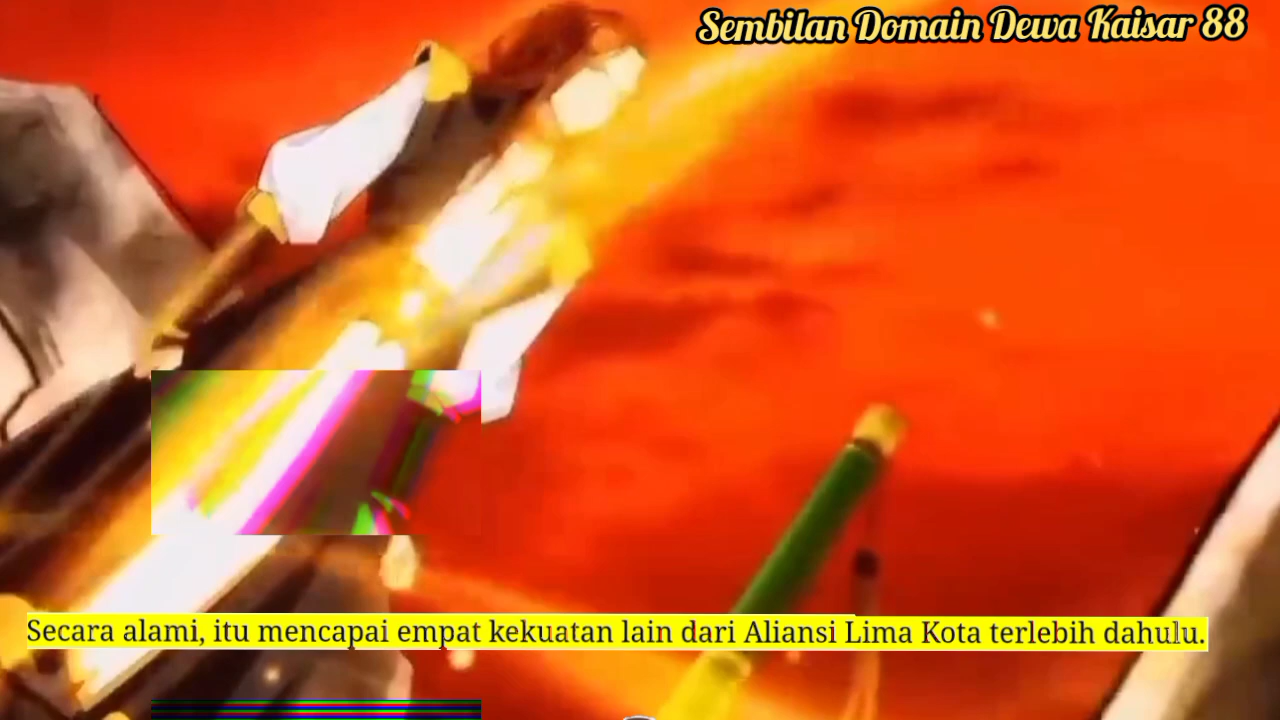 Sembilan Domain Dewa Kaisar 88
Secara alami, itu mencapai empat kekuatan lain dari Aliansi Lima Kota terlebih dahulu.